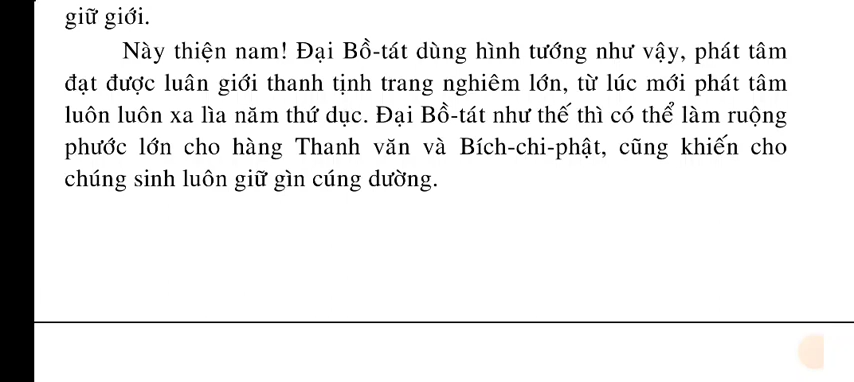 giữ giới.
Này thiện nam! Đại Bồ-tát dùng hình tướng như vậy, phát tâm
đạt được luân giới thanh tịnh trang nghiêm lớn, từ lúc mới phát tâm
luôn luôn xa lìa năm thứ dục. Đại Bồ-tát như thế thì có thể làm ruộng
phước lớn cho hàng Thanh văn và Bích-chi-phật, cũng khiến cho
chúng sinh luôn giữ gìn cúng dường.